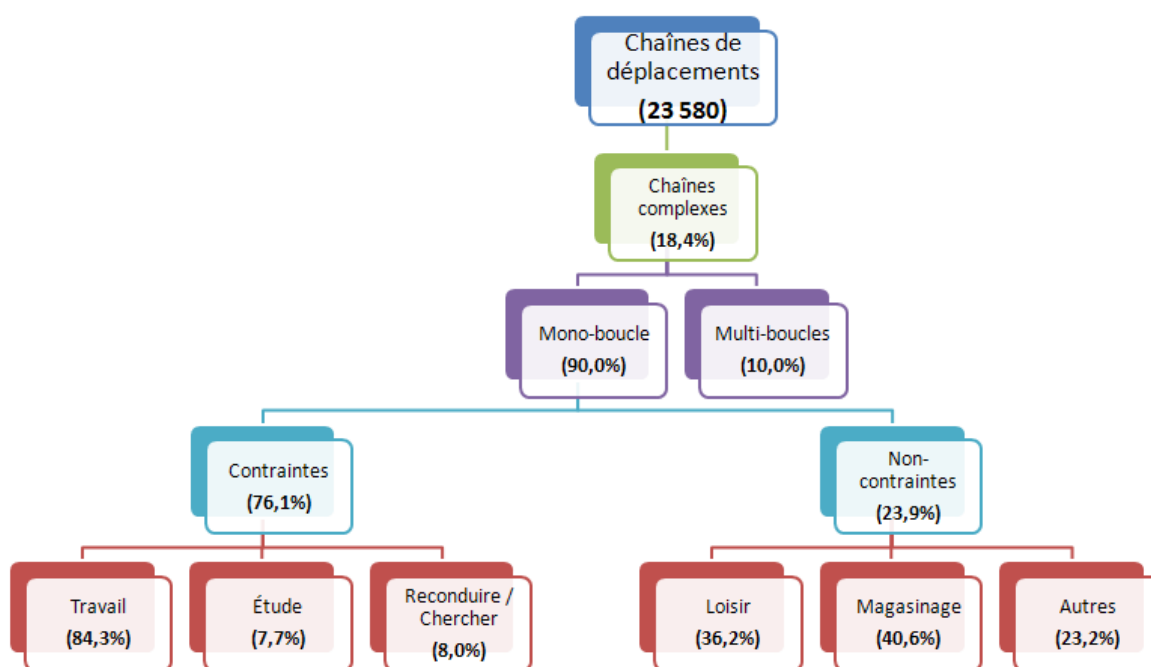 Chaînes de
déplacements
(23 580)
Chaînes
complexes
(18,4%)
Mono-boucle
(90,0%)
Multi-boucles
(10,0%)
Contraintes
(76,1%)
Non-
contraintes
(23,9%)
Travail
(84,3%)
Étude
(7,7%)
Reconduire /
Chercher
(8,0%)
Loisir
(36,2%)
Magasinage
(40,6%)
Autres
(23,2%)